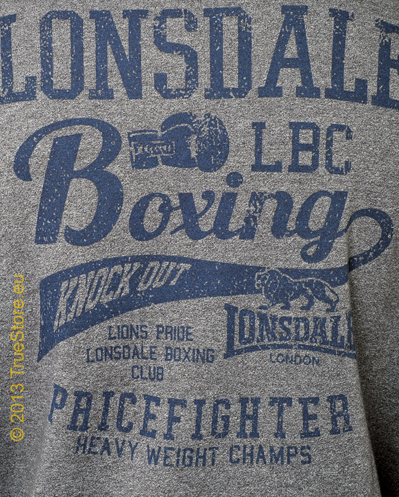 LONSDALE
LBC
Boxing
KNOCK OUT
LIONS PRIDE
LONSDALE BOXING
CLUB
LONSDALE
LONDON
PRICEFIGHTER
HEAVY WEIGHT CHAMPS
© 2013 TrueStore.eu